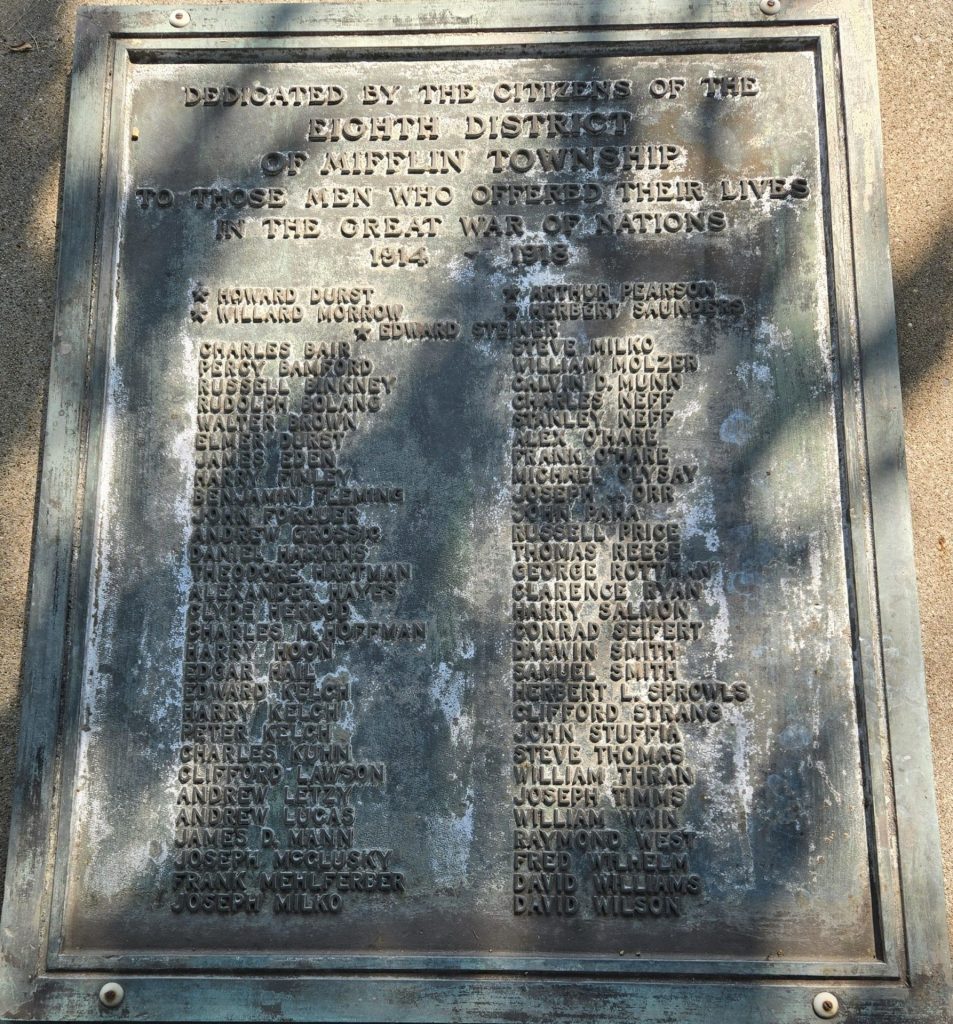 DEDICATED BY THE CITIZENS OF THE
EIGHTH DISTRICT
OF MIFFLIN TOWNSHIP
TO THOSE MEN WHO OFFERED THEIR LIVES
IN THE GREAT WAR OF NATIONS
1914 - 1918
★ HOWARD DURST
★ WILLARD MORROW
★ ARTHUR PEARSON
★ HERBERT SAUNDERS
★ EDWARD STEINER
CHARLES BAIR
PERCY BAMFORD
RUSSELL BINKNEY
RUDOLPH
WALTER BROWN
ELMER DURST
JAMES EDEN
HARRY FINLEY
BENJAMIN FLEMING
JOHN
ANDREW
DANIEL HARKINS
THEODORE HARTMAN
ALEXANDER HAYES
CLYDE
CHARLES M. HOFFMAN
HARRY HOON
EDGAR
EDWARD KELCH
HARRY KELCH
PETER KELCH
CHARLES KUHN
CLIFFORD LAWSON
ANDREW LETZY
ANDREW LUCAS
JAMES D. MANN
JOSEPH MCCLUSKY
FRANK MEHLFERBER
JOSEPH MILKO
STEVE MILKO
WILLIAM MOLZER
CALVIN D. MUNN
CHARLES NEFF
STANLEY NEFF
ALEX O'HARE
FRANK O'HARE
MICHAEL OLYSAY
JOSEPH ORR
JOHN
RUSSELL PRICE
THOMAS REESE
GEORGE ROTTMAN
CLARENCE RYAN
HARRY SALMON
CONRAD SEIFERT
DARWIN SMITH
SAMUEL SMITH
HERBERT L. SPROWLS
CLIFFORD STRANG
JOHN STUFFIA
STEVE THOMAS
WILLIAM THRAN
JOSEPH TIMMS
WILLIAM WAIN
RAYMOND WEST
FRED WILHELM
DAVID WILLIAMS
DAVID WILSON